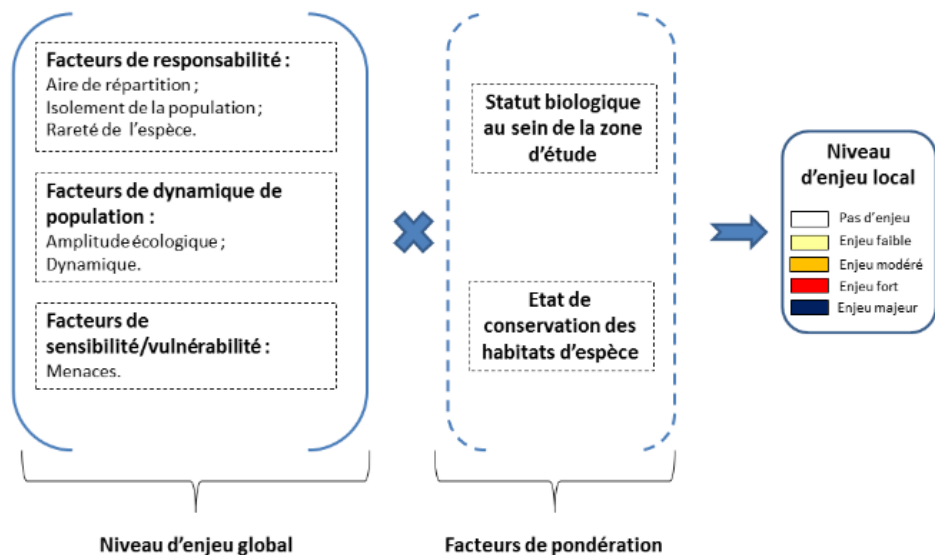 Facteurs de responsabilité :
Aire de répartition ;
Isolement de la population ;
Rareté de l’espèce.
Facteurs de dynamique de
population :
Amplitude écologique ;
Dynamique.
Facteurs de
sensibilité/vulnérabilité :
Menaces.
Niveau d’enjeu global
Statut biologique
au sein de la zone
d’étude
Etat de
conservation des
habitats d’espèce
Facteurs de pondération
Niveau
d’enjeu local
Pas d’enjeu
Enjeu faible
Enjeu modéré
Enjeu fort
Enjeu majeur